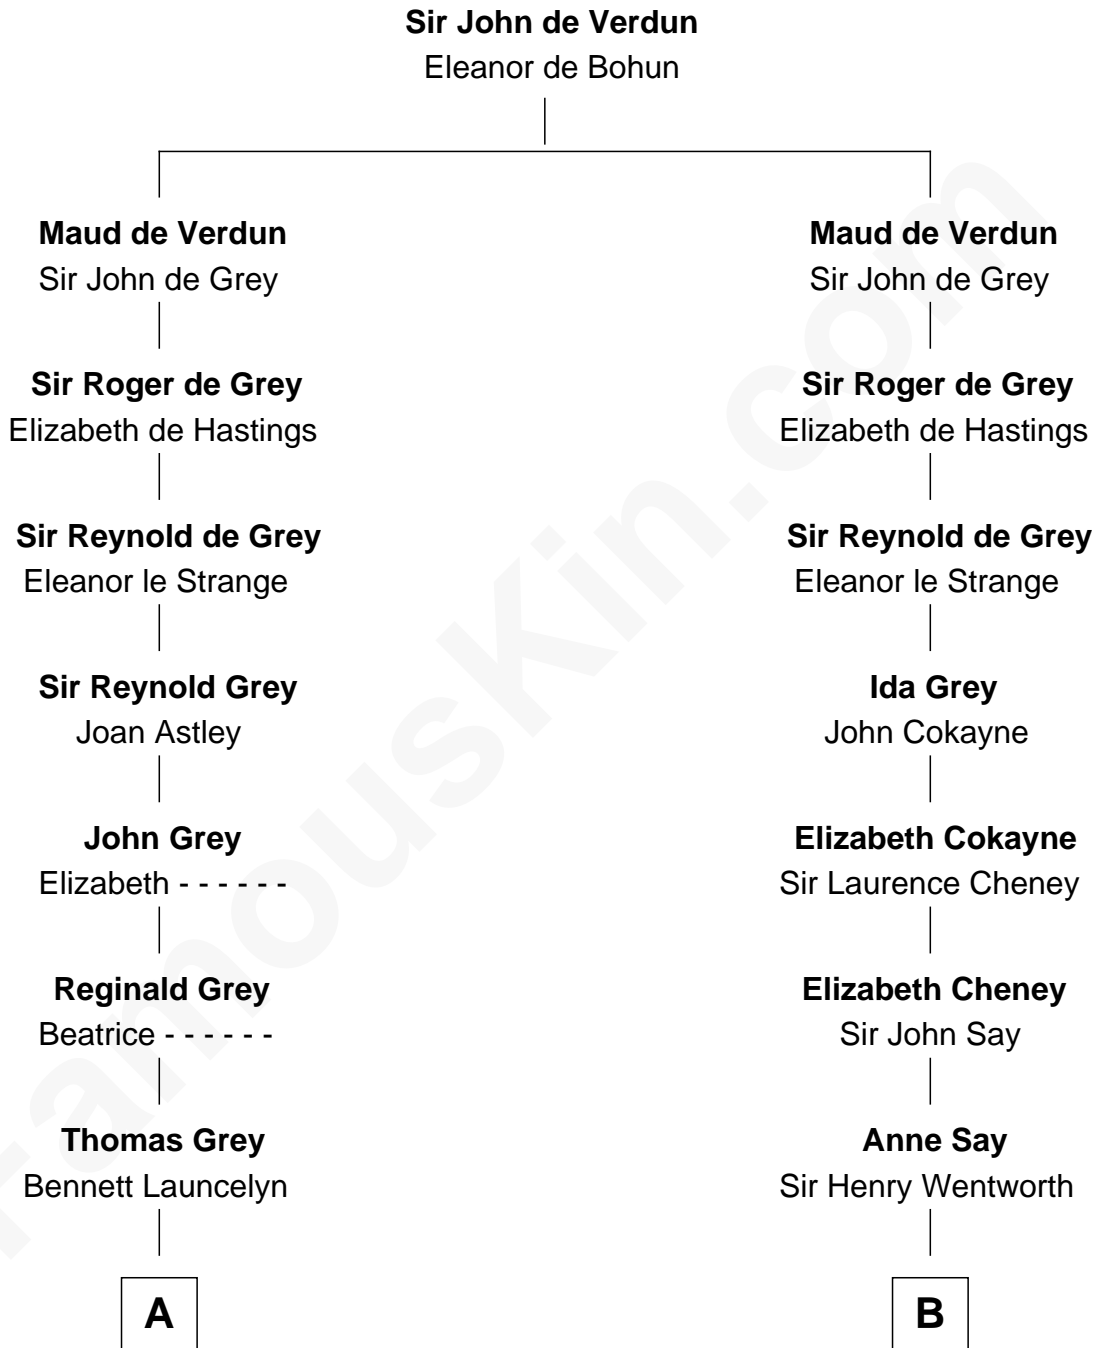 Sir John de Verdun
Eleanor de Bohun
Maud de Verdun
Sir John de Grey
Maud de Verdun
Sir John de Grey
Sir Roger de Grey
Elizabeth de Hastings
Sir Roger de Grey
Elizabeth de Hastings
Sir Reynold de Grey
Eleanor le Strange
Sir Reynold de Grey
Eleanor le Strange
Sir Reynold Grey
Joan Astley
Ida Grey
John Cokayne
John Grey
Elizabeth - - - - - -
Elizabeth Cokayne
Sir Laurence Cheney
Reginald Grey
Beatrice - - - - - -
Elizabeth Cheney
Sir John Say
Thomas Grey
Bennett Launcelyn
Anne Say
Sir Henry Wentworth
A
B
FamousKin.com